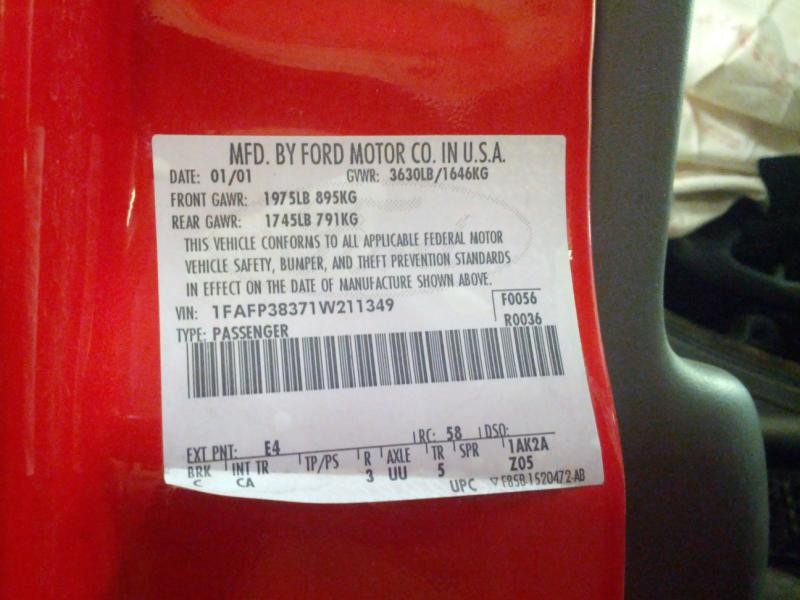 MFD. BY FORD MOTOR CO. IN U.S.A.
DATE: 01/01 GVWR: 3630LB/1646KG
FRONT GAWR: 1975LB 895KG
REAR GAWR: 1745LB 791KG
THIS VEHICLE CONFORMS TO ALL APPLICABLE FEDERAL MOTOR
VEHICLE SAFETY, BUMPER, AND THEFT PREVENTION STANDARDS
IN EFFECT ON THE DATE OF MANUFACTURE SHOWN ABOVE.
VIN: 1FAFP38371W211349 F0056
TYPE: PASSENGER R0036
EXT PNT: E4 RC: 58 DSO:
BRK INT TR TP/PS R AXLE TR SPR 1AK2A
C CA 3 UU 5 Z05
UPC F85B 1520472-AB